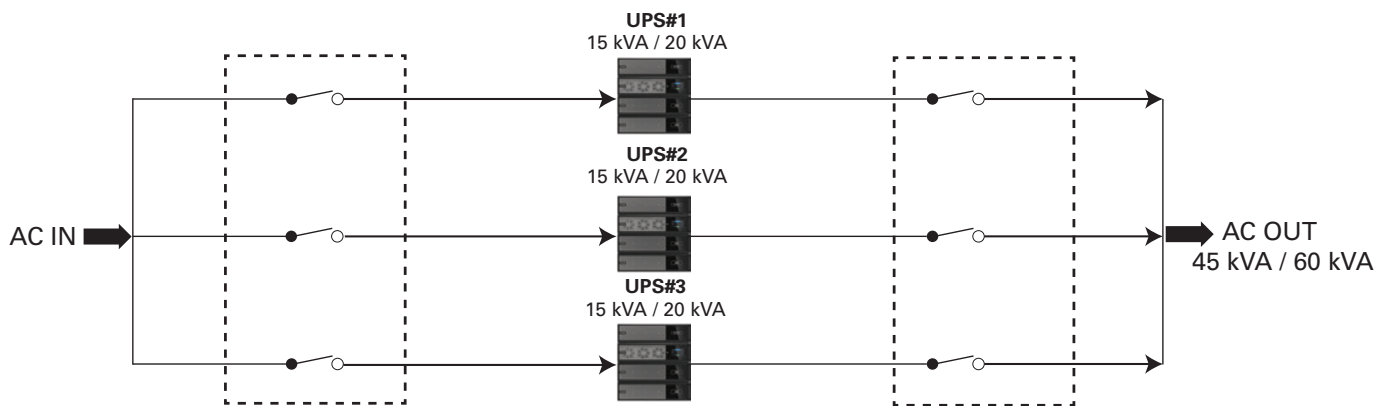 UPS#1
15 kVA / 20 kVA
UPS#2
15 kVA / 20 kVA
AC IN
AC OUT
45 kVA / 60 kVA
UPS#3
15 kVA / 20 kVA